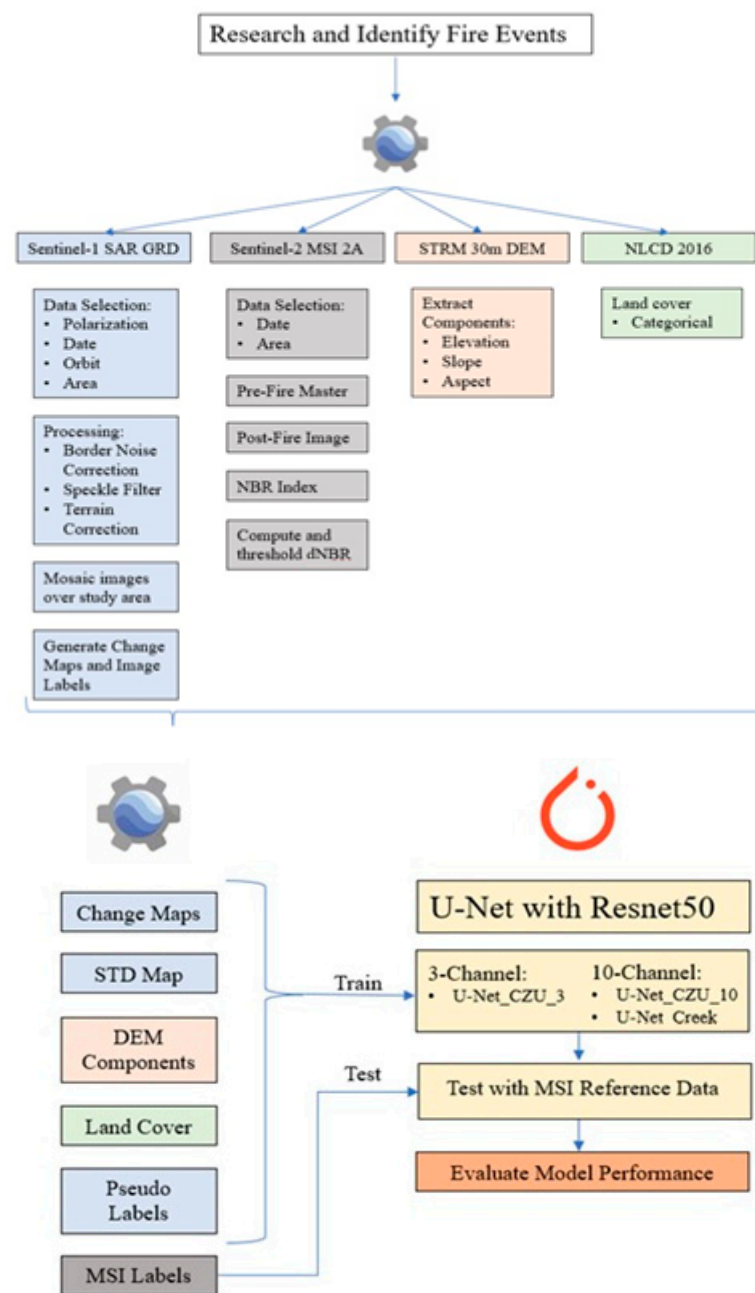 Research and Identify Fire Events
Sentinel-1 SAR GRD
Sentinel-2 MSI 2A
STRM 30m DEM
NLCD 2016
Data Selection:
• Polarization
• Date
• Orbit
• Area
Processing:
• Border Noise
Correction
• Speckle Filter
• Terrain
Correction
Mosaic images
over study area
Generate Change
Maps and Image
Labels
Data Selection:
• Date
• Area
Pre-Fire Master
Post-Fire Image
NBR Index
Compute and
threshold dNBR
Extract
Components:
• Elevation
• Slope
• Aspect
Land cover
• Categorical
Change Maps
STD Map
DEM
Components
Land Cover
Pseudo
Labels
MSI Labels
Train
Test
U-Net with Resnet50
3-Channel:
• U-Net_CZU_3
10-Channel:
• U-Net_CZU_10
• U-Net Creek
Test with MSI Reference Data
Evaluate Model Performance